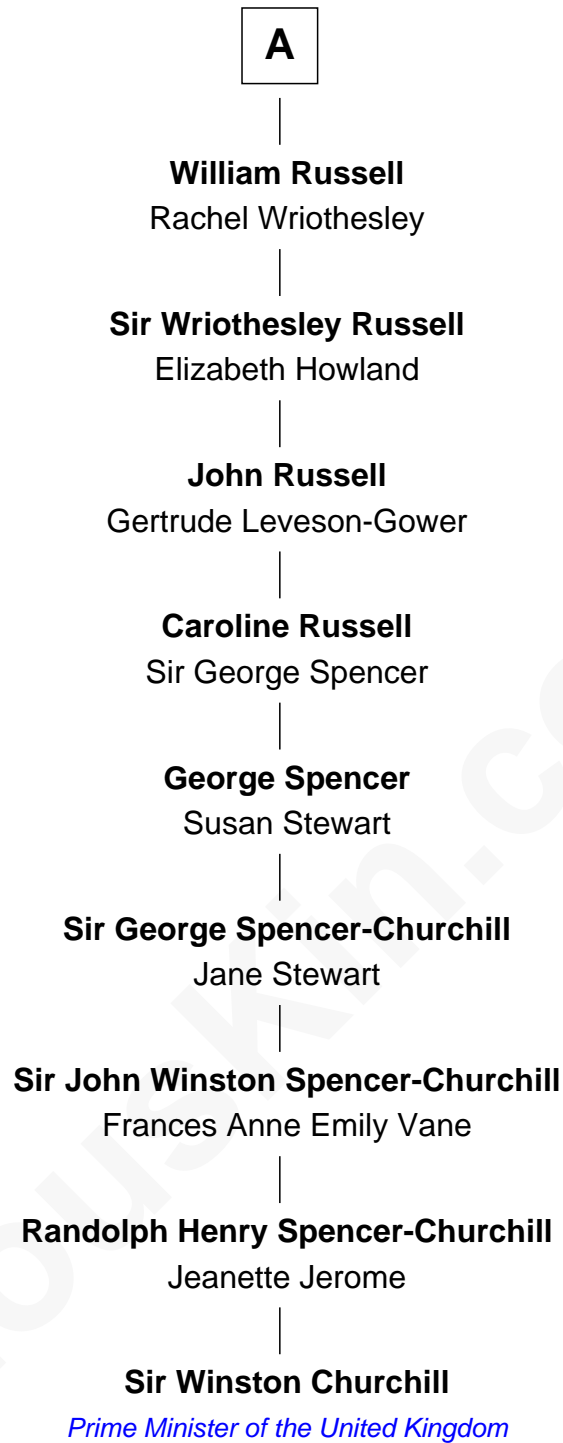 A
William Russell
Rachel Wriothesley
Sir Wriothesley Russell
Elizabeth Howland
John Russell
Gertrude Leveson-Gower
Caroline Russell
Sir George Spencer
George Spencer
Susan Stewart
Sir George Spencer-Churchill
Jane Stewart
Sir John Winston Spencer-Churchill
Frances Anne Emily Vane
Randolph Henry Spencer-Churchill
Jeanette Jerome
Sir Winston Churchill
Prime Minister of the United Kingdom